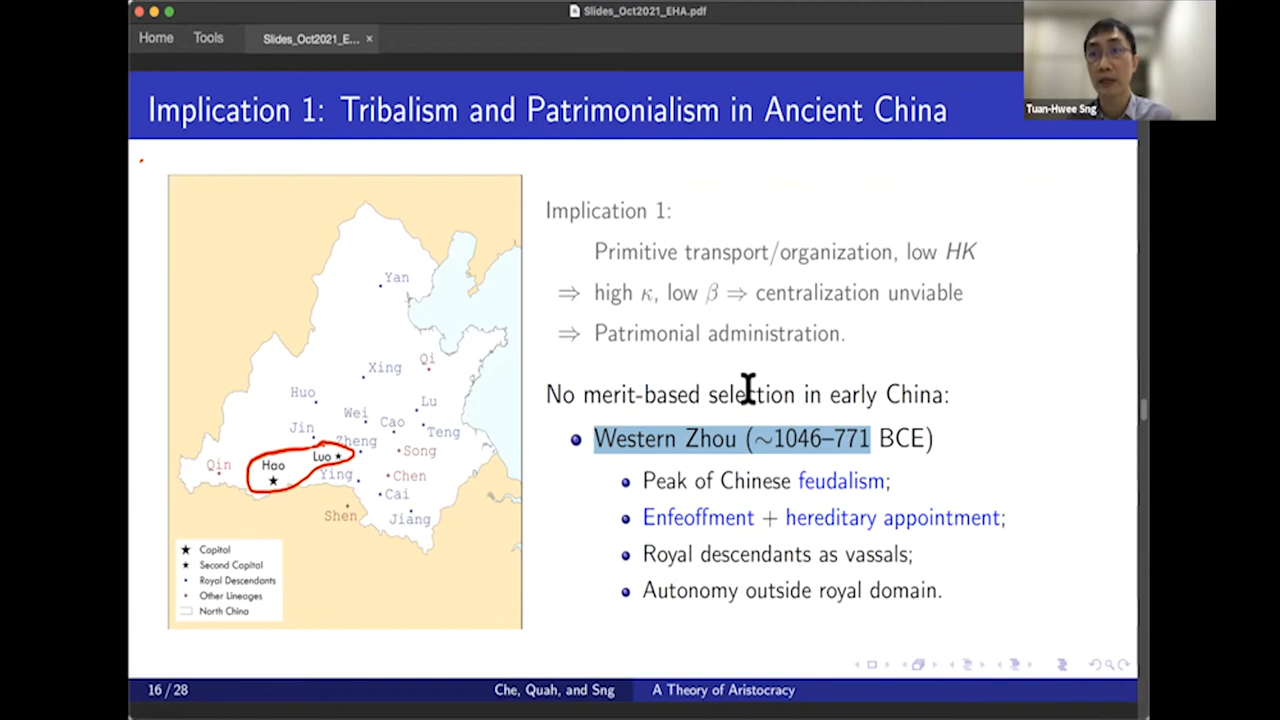 Slides_Oct2021_EHA.pdf
Home Tools Slides_Oct2021_E... ×
Tuan-Hwee Sng
Implication 1: Tribalism and Patrimonialism in Ancient China
Yan
Qi
Xing
Huo
Lu
Wei
Cao
Jin
Teng
Zheng
Song
Luo
Qin
Hao
Ying
Chen
Cai
Shen
Jiang
Capital
Second Capital
Royal Descendants
Other Lineages
North China
Implication 1:
Primitive transport/organization, low HK
⇒ high κ, low β ⇒ centralization unviable
⇒ Patrimonial administration.
No merit-based selection in early China:
Western Zhou (∼1046–771 BCE)
Peak of Chinese feudalism;
Enfeoffment + hereditary appointment;
Royal descendants as vassals;
Autonomy outside royal domain.
16 / 28 Che, Quah, and Sng A Theory of Aristocracy